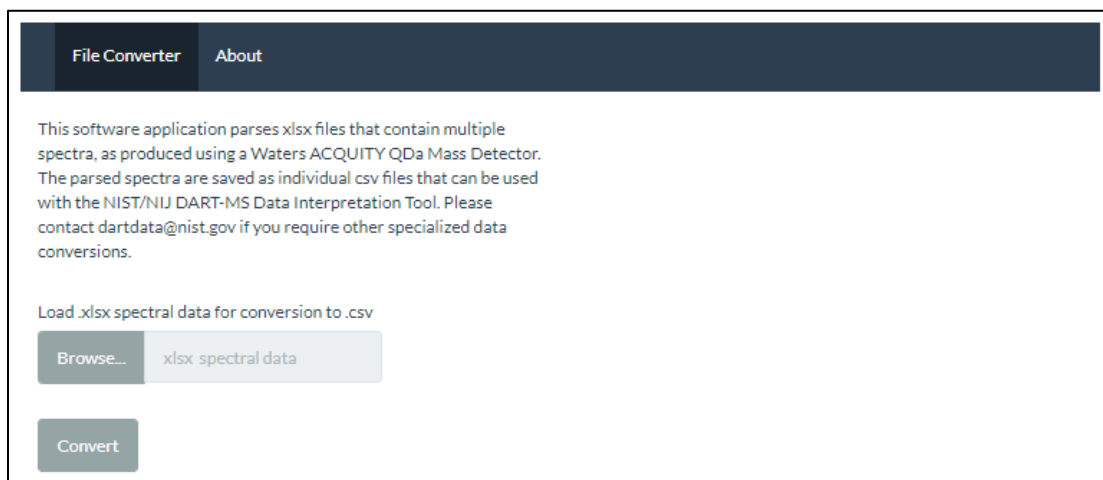 File Converter About
This software application parses xlsx files that contain multiple
spectra, as produced using a Waters ACQUITY QDa Mass Detector.
The parsed spectra are saved as individual csv files that can be used
with the NIST/NIJ DART-MS Data Interpretation Tool. Please
contact dartdata@nist.gov if you require other specialized data
conversions.
Load .xlsx spectral data for conversion to .csv
Browse... xlsx spectral data
Convert